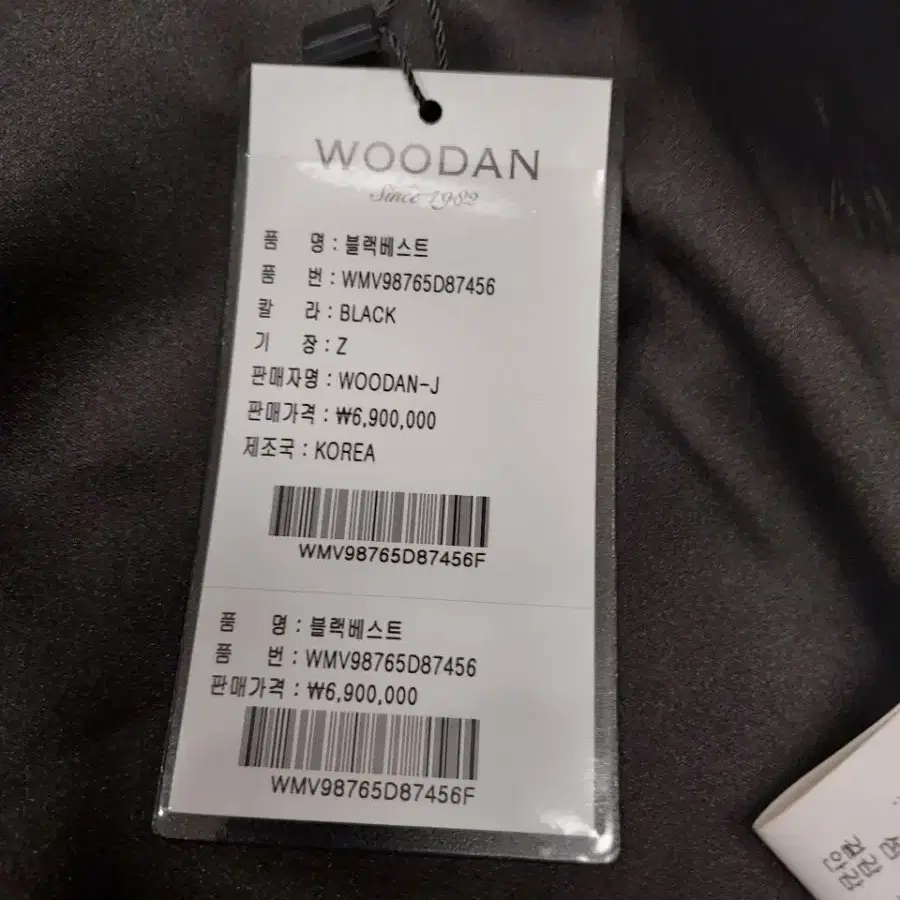 WOODAN
Since 1982
품 명 : 블랙베스트
품 번 : WMV98765D87456
칼 라 : BLACK
기 장 : Z
판매자명 : WOODAN-J
판매가격 : ₩6,900,000
제조국 : KOREA
WMV98765D87456F
품 명 : 블랙베스트
품 번 : WMV98765D87456
판매가격 : ₩6,900,000
WMV98765D87456F